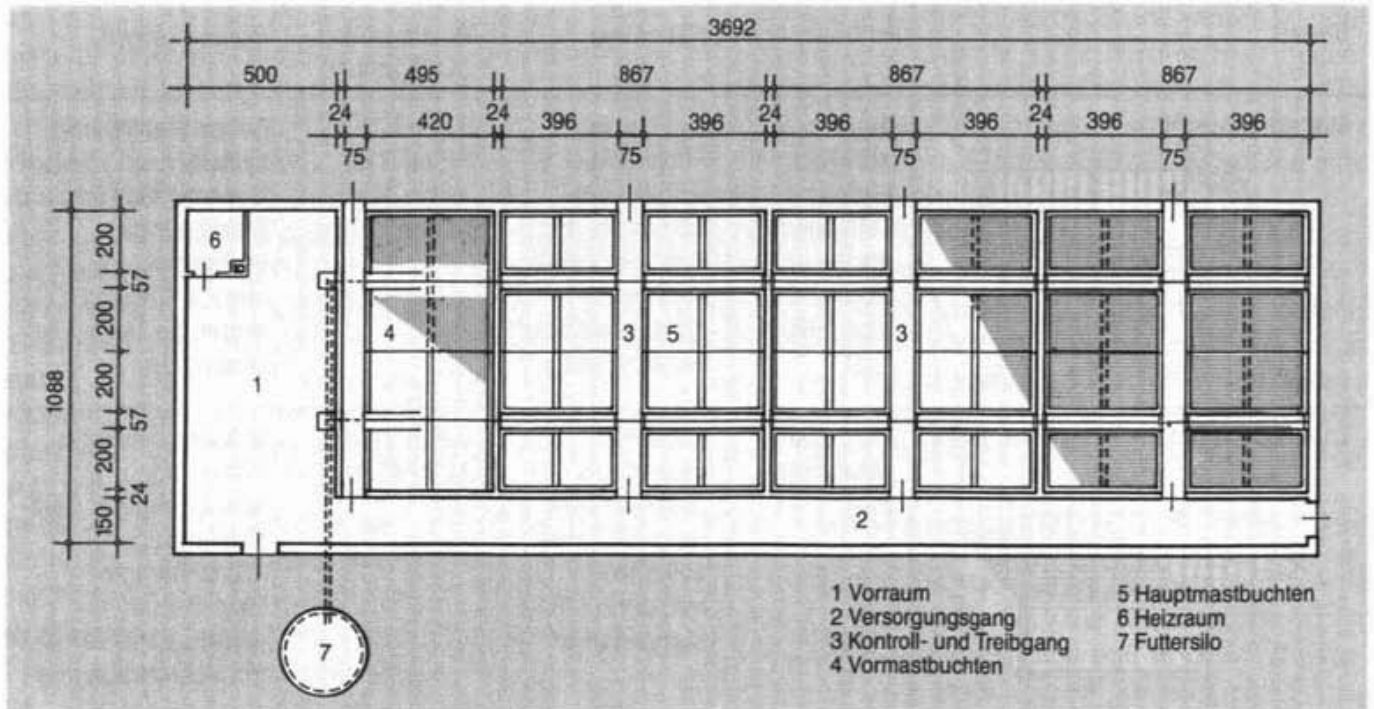 3692
500 495 867 867 867
24 420 24 396 396 24 396 396 24 396 396
75 75 75 75
200
57
200
200
57
200
24
150
1088
6
4 3 5 3
1
2
7
1 Vorraum
2 Versorgungsgang
3 Kontroll- und Treibgang
4 Vormastbuchten
5 Hauptmastbuchten
6 Heizraum
7 Futtersilo